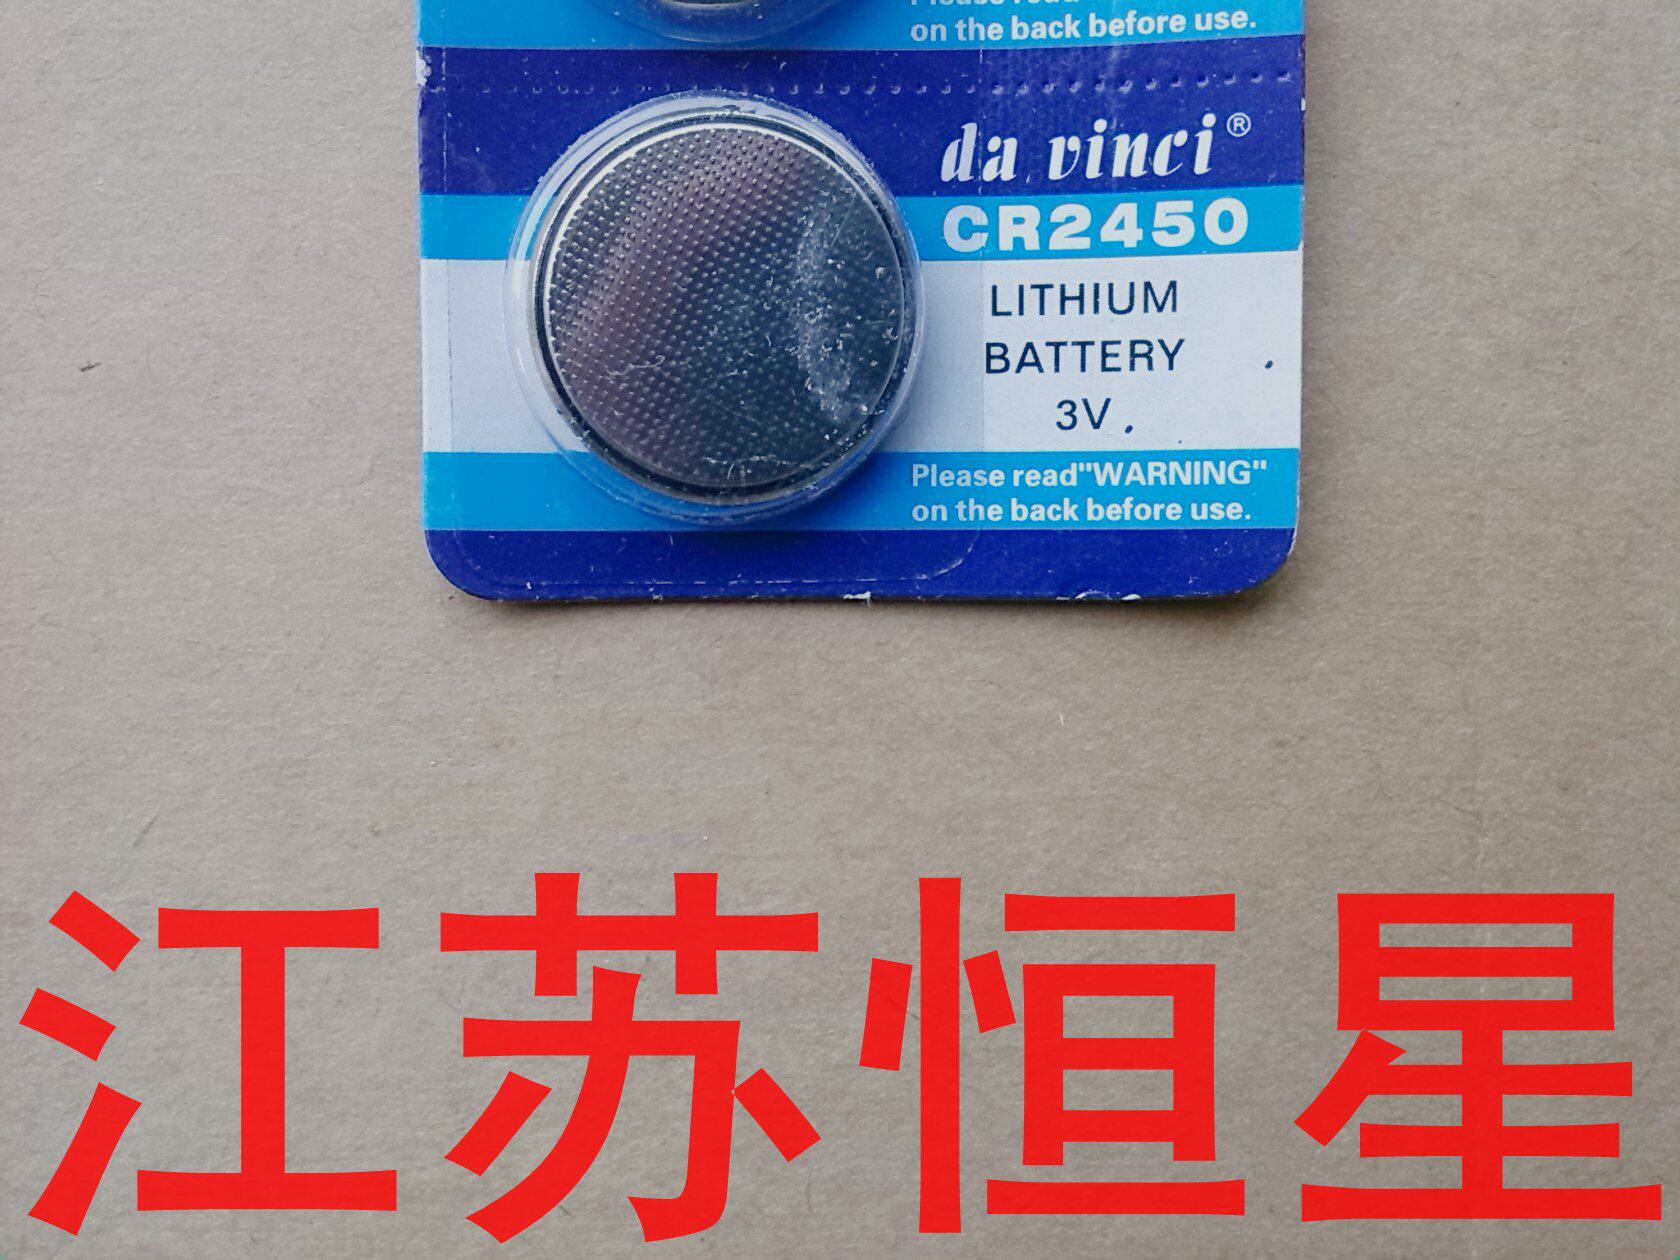 on the back before use.
da vinci®
CR2450
LITHIUM
BATTERY
3V
Please read"WARNING"
on the back before use.
江苏恒星